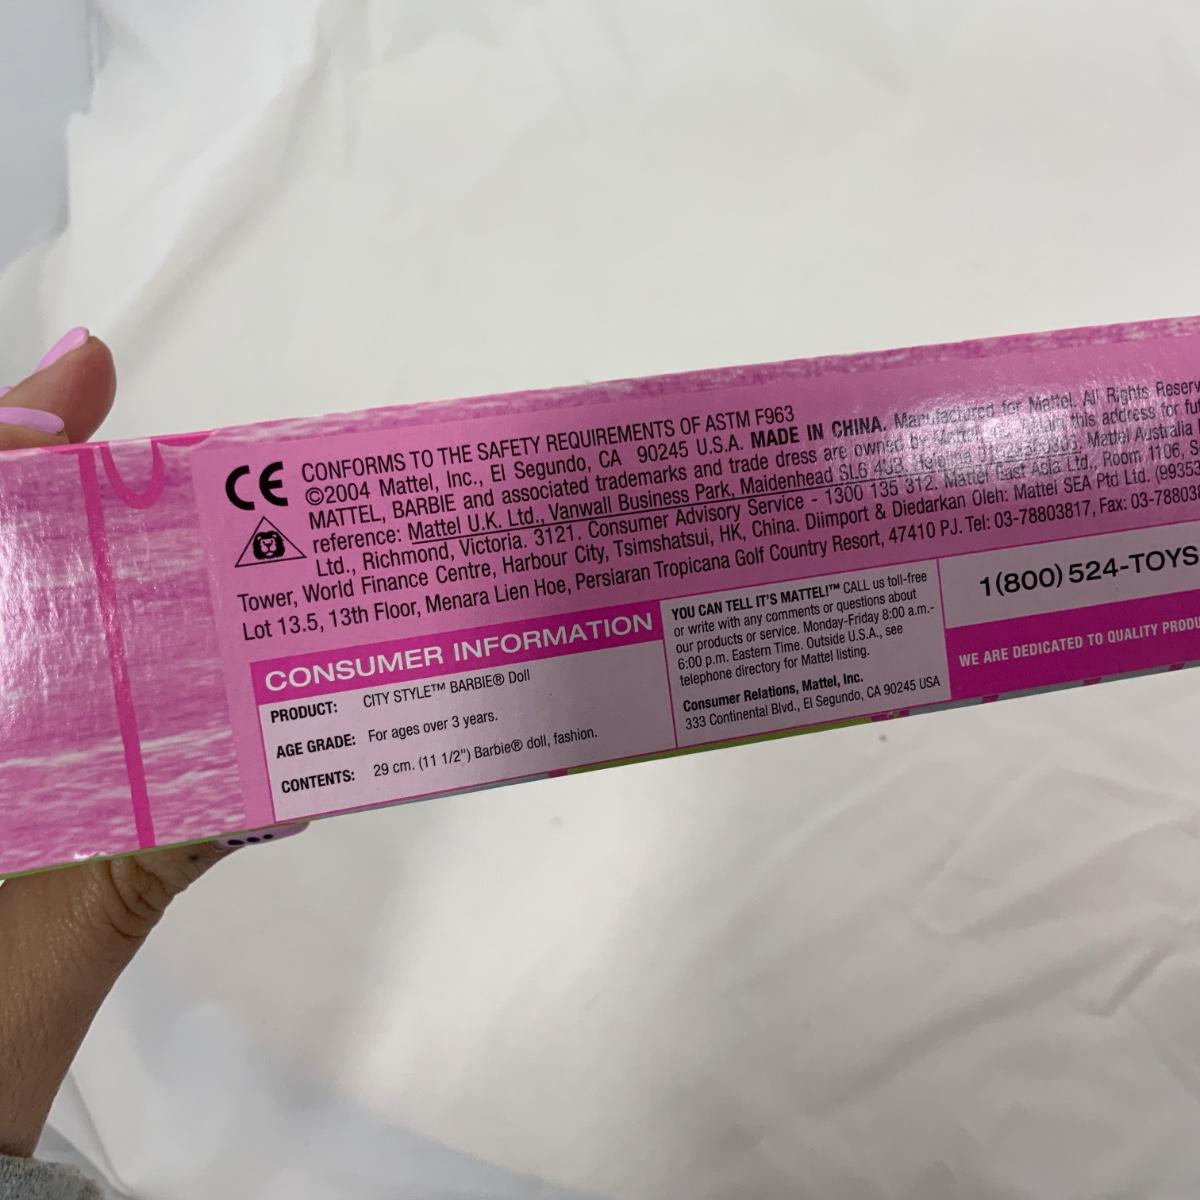 CE
CONFORMS TO THE SAFETY REQUIREMENTS OF ASTM F963
©2004 Mattel, Inc., El Segundo, CA 90245 U.S.A. MADE IN CHINA. Manufactured for Mattel. All Rights Reserv
MATTEL, BARBIE and associated trademarks and trade dress are owned by Mattel this address for fu
reference: Mattel U.K. Ltd., Vanwall Business Park, Maidenhead SL6 4UB. Mattel Australia
Ltd., Richmond, Victoria. 3121. Consumer Advisory Service - 1300 135 312. Mattel East Asia Ltd., Room 1106, S
Tower, World Finance Centre, Harbour City, Tsimshatsui, HK, China. Diimport & Diedarkan Oleh: Mattel SEA Ptd Ltd. (99353
Lot 13.5, 13th Floor, Menara Lien Hoe, Persiaran Tropicana Golf Country Resort, 47410 PJ. Tel: 03-78803817, Fax: 03-78803
CONSUMER INFORMATION
PRODUCT: CITY STYLE™ BARBIE® Doll
AGE GRADE: For ages over 3 years.
CONTENTS: 29 cm. (11 1/2") Barbie® doll, fashion.
YOU CAN TELL IT'S MATTEL!™ CALL us toll-free
or write with any comments or questions about
our products or service. Monday-Friday 8:00 a.m.-
6:00 p.m. Eastern Time. Outside U.S.A., see
telephone directory for Mattel listing.
Consumer Relations, Mattel, Inc.
333 Continental Blvd., El Segundo, CA 90245 USA
1(800) 524-TOYS
WE ARE DEDICATED TO QUALITY PRODU